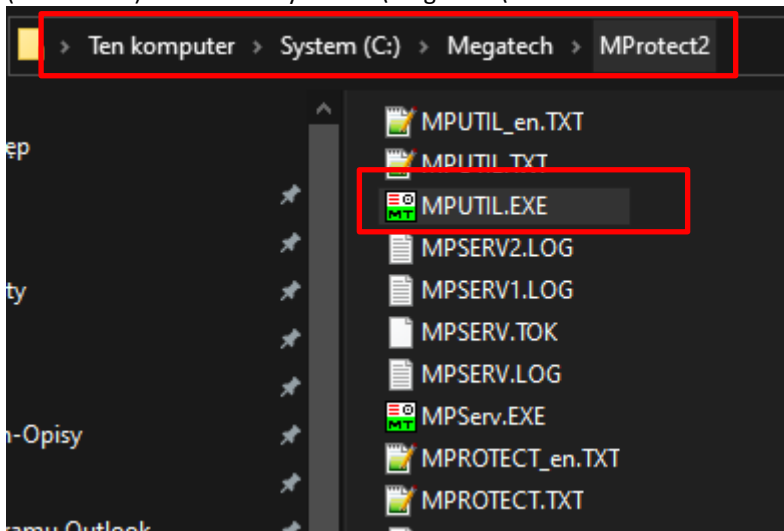 Ten komputer > System (C:) > Megatech > MProtect2
ęp
ty
n-Opisy
MPUTIL_en.TXT
MPUTIL.TXT
MPUTIL.EXE
MPSERV2.LOG
MPSERV1.LOG
MPSERV.TOK
MPSERV.LOG
MPServ.EXE
MPROTECT_en.TXT
MPROTECT.TXT